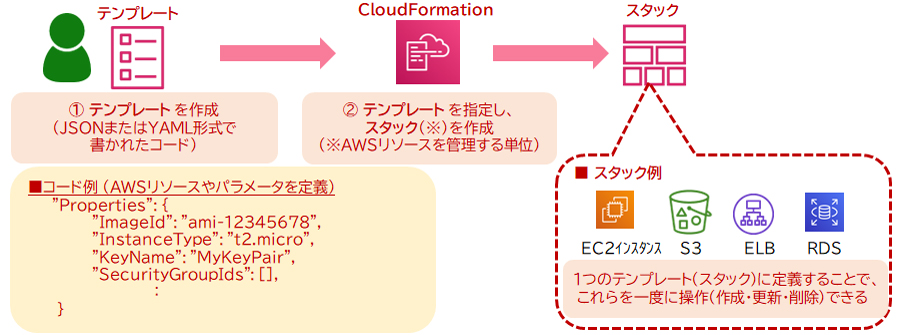 テンプレート
CloudFormation
スタック
① テンプレート を作成
（JSONまたはYAML形式で
書かれたコード）
② テンプレート を指定し、
スタック（※）を作成
（※AWSリソースを管理する単位）
■コード例（AWSリソースやパラメータを定義）
"Properties": {
"ImageId": "ami-12345678",
"InstanceType": "t2.micro",
"KeyName": "MyKeyPair",
"SecurityGroupIds": [],
:
}
■ スタック例
EC2ｲﾝｽﾀﾝｽ
S3
ELB
RDS
1つのテンプレート(スタック)に定義することで、
これらを一度に操作(作成・更新・削除)できる